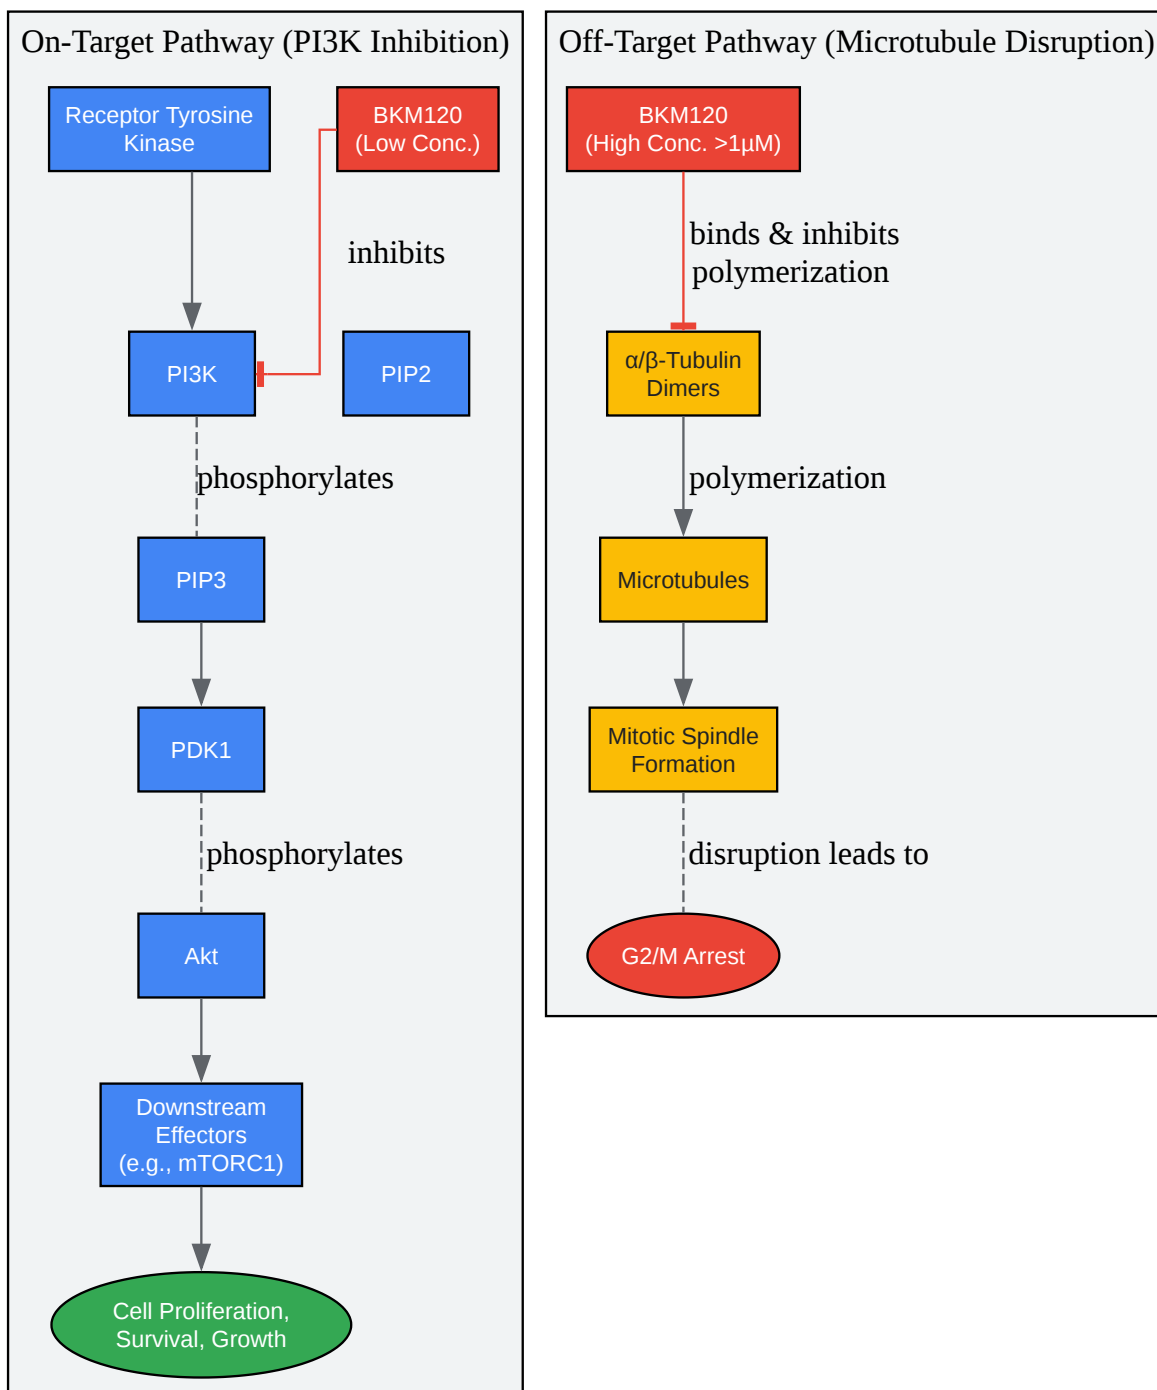 On-Target Pathway (PI3K Inhibition)
Receptor Tyrosine
Kinase
BKM120
(Low Conc.)
inhibits
PI3K
PIP2
phosphorylates
PIP3
PDK1
phosphorylates
Akt
Downstream
Effectors
(e.g., mTORC1)
Cell Proliferation,
Survival, Growth
Off-Target Pathway (Microtubule Disruption)
BKM120
(High Conc. >1µM)
binds & inhibits
polymerization
α/β-Tubulin
Dimers
polymerization
Microtubules
Mitotic Spindle
Formation
disruption leads to
G2/M Arrest